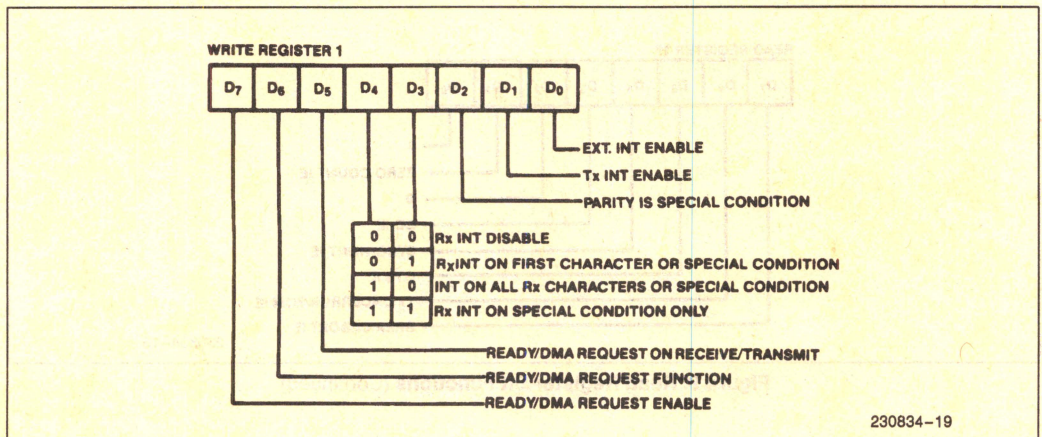 WRITE REGISTER 1
D7 D6 D5 D4 D3 D2 D1 D0
EXT. INT ENABLE
Tx INT ENABLE
PARITY IS SPECIAL CONDITION
0 0 Rx INT DISABLE
0 1 RxINT ON FIRST CHARACTER OR SPECIAL CONDITION
1 0 INT ON ALL Rx CHARACTERS OR SPECIAL CONDITION
1 1 Rx INT ON SPECIAL CONDITION ONLY
READY/DMA REQUEST ON RECEIVE/TRANSMIT
READY/DMA REQUEST FUNCTION
READY/DMA REQUEST ENABLE
230834–19